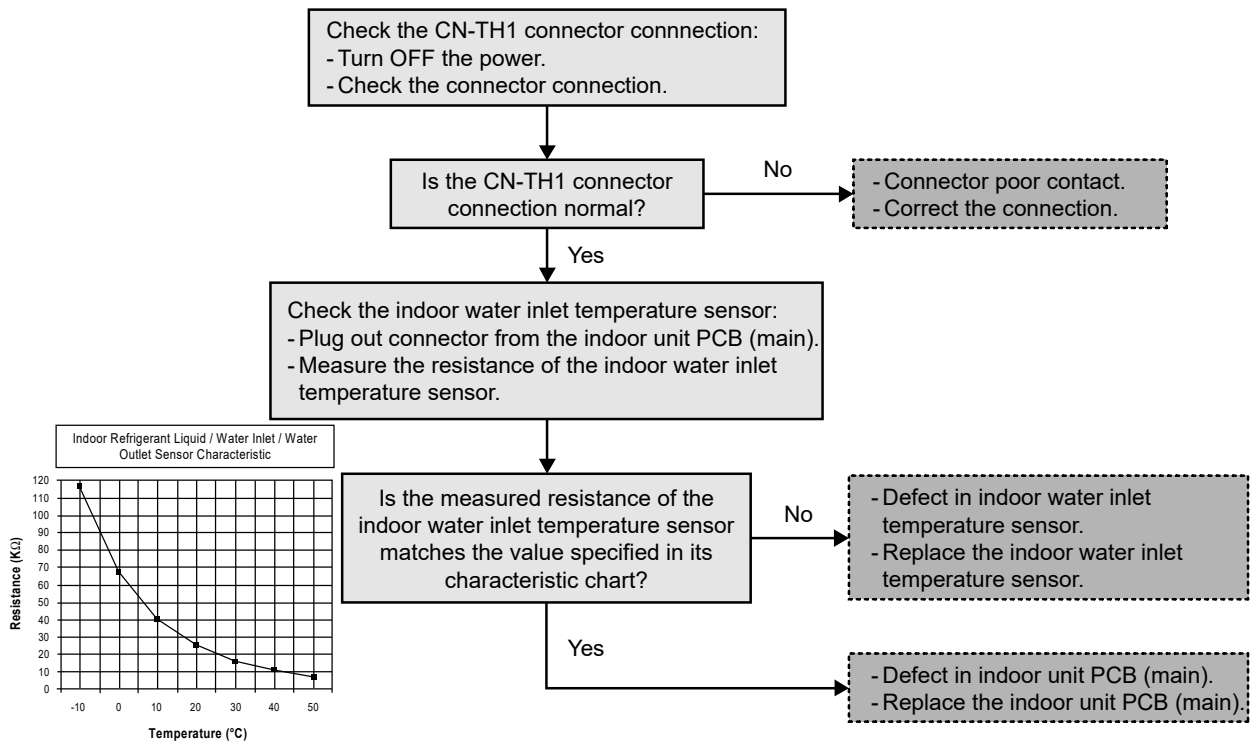 Check the CN-TH1 connector connnection:
- Turn OFF the power.
- Check the connector connection.
Is the CN-TH1 connector
connection normal?
No
- Connector poor contact.
- Correct the connection.
Yes
Check the indoor water inlet temperature sensor:
- Plug out connector from the indoor unit PCB (main).
- Measure the resistance of the indoor water inlet
temperature sensor.
Indoor Refrigerant Liquid / Water Inlet / Water
Outlet Sensor Characteristic
Resistance (KΩ)
120
110
100
90
80
70
60
50
40
30
20
10
0
-10 0 10 20 30 40 50
Temperature (°C)
Is the measured resistance of the
indoor water inlet temperature sensor
matches the value specified in its
characteristic chart?
No
- Defect in indoor water inlet
temperature sensor.
- Replace the indoor water inlet
temperature sensor.
Yes
- Defect in indoor unit PCB (main).
- Replace the indoor unit PCB (main).